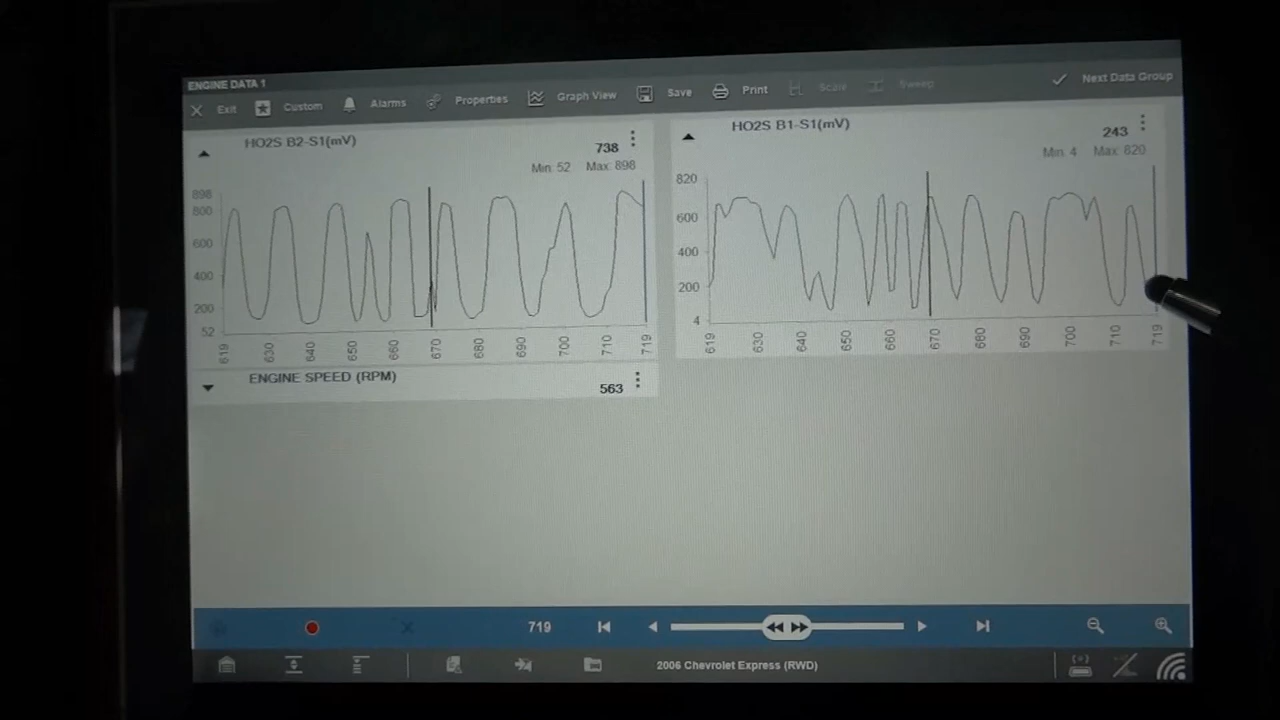 ENGINE DATA 1
Exit Custom Alarms Properties Graph View Save Print Scale Sweep Next Data Group
HO2S B2-S1(mV)
738
Min: 52 Max: 898
898
800
600
400
200
52
619 630 640 650 660 670 680 690 700 710 719
HO2S B1-S1(mV)
243
Min: 4 Max: 820
820
600
400
200
4
619 630 640 650 660 670 680 690 700 710 719
ENGINE SPEED (RPM)
563
719
2006 Chevrolet Express (RWD)